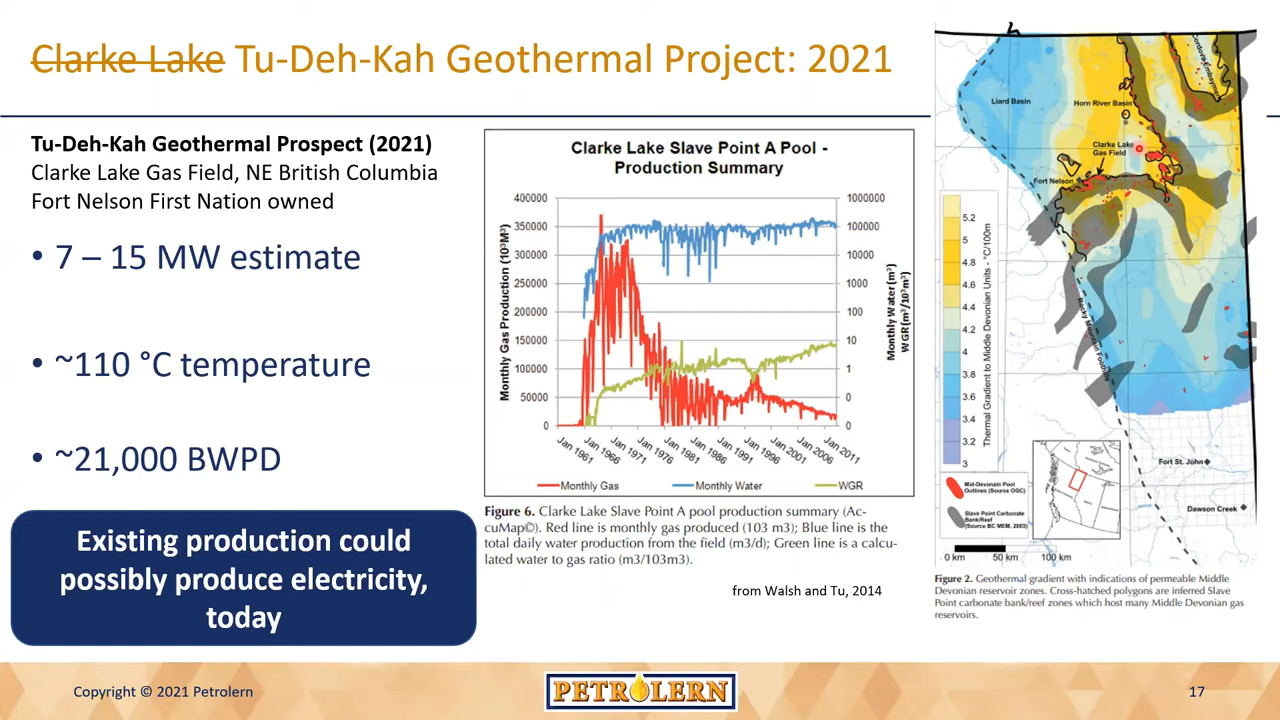 Clarke Lake Tu-Deh-Kah Geothermal Project: 2021
Tu-Deh-Kah Geothermal Prospect (2021)
Clarke Lake Gas Field, NE British Columbia
Fort Nelson First Nation owned
• 7 – 15 MW estimate
• ~110 °C temperature
• ~21,000 BWPD
Existing production could
possibly produce electricity,
today
Clarke Lake Slave Point A Pool -
Production Summary
Monthly Gas Production (10³M³)
400000
350000
300000
250000
200000
150000
100000
50000
0
1000000
100000
10000
1000
100
10
1
0
0
Monthly Water (m³)
WGR (m³/10³m³)
Jan 1961
Jan 1966
Jan 1971
Jan 1976
Jan 1981
Jan 1986
Jan 1991
Jan 1996
Jan 2001
Jan 2006
Jan 2011
Monthly Gas
Monthly Water
WGR
Figure 6. Clarke Lake Slave Point A pool production summary (Ac-
cuMap©). Red line is monthly gas produced (103 m3); Blue line is the
total daily water production from the field (m3/d); Green line is a calcu-
lated water to gas ratio (m3/103m3).
from Walsh and Tu, 2014
Liard Basin
Horn River Basin
Cordova Embayment
Clarke Lake
Gas Field
Fort Nelson
Rocky Mountain Foothills
5.2
5
4.8
4.6
4.4
4.2
4
3.8
3.6
3.4
3.2
3
Thermal Gradient to Middle Devonian Units - °C/100m
Fort St. John
Dawson Creek
Mid-Devonain Pool
Outlines (Source OGC)
Slave Point Carbonate
Bank/Reef
(Source: BC MEM, 2003)
0 km 50 km 100 km
Figure 2. Geothermal gradient with indications of permeable Middle
Devonian reservoir zones. Cross-hatched polygons are inferred Slave
Point carbonate bank/reef zones which host many Middle Devonian gas
reservoirs.
Copyright © 2021 Petrolern
PETROLERN
17